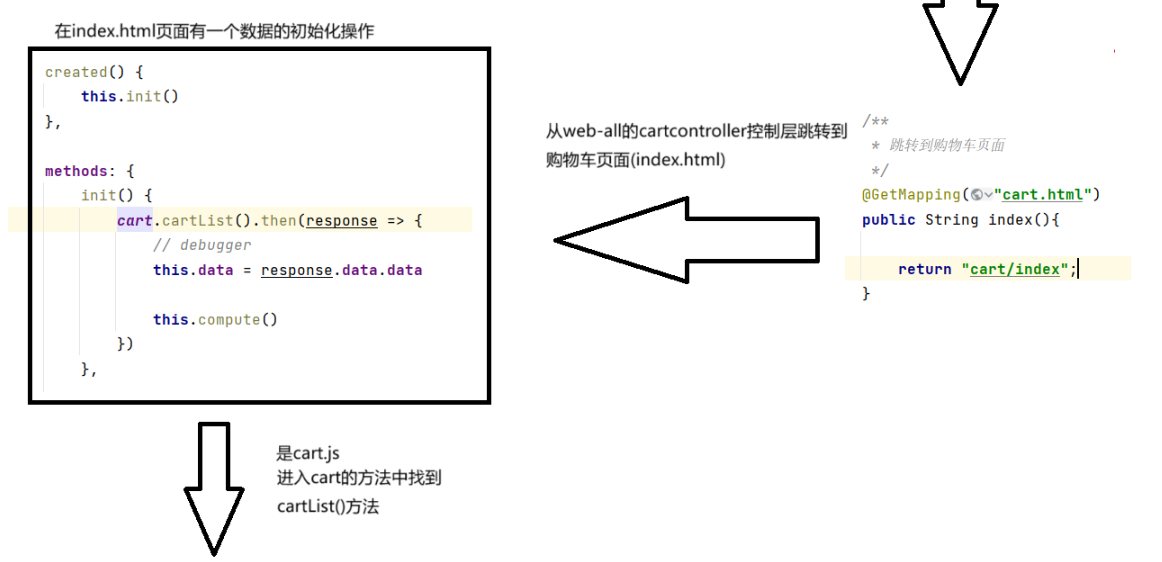 在index.html页面有一个数据的初始化操作
created() {
this.init()
},
methods: {
init() {
cart.cartList().then(response => {
// debugger
this.data = response.data.data
this.compute()
})
},
从web-all的cartcontroller控制层跳转到
购物车页面(index.html)
/**
* 跳转到购物车页面
*/
@GetMapping("cart.html")
public String index(){
return "cart/index";
}
是cart.js
进入cart的方法中找到
cartList()方法